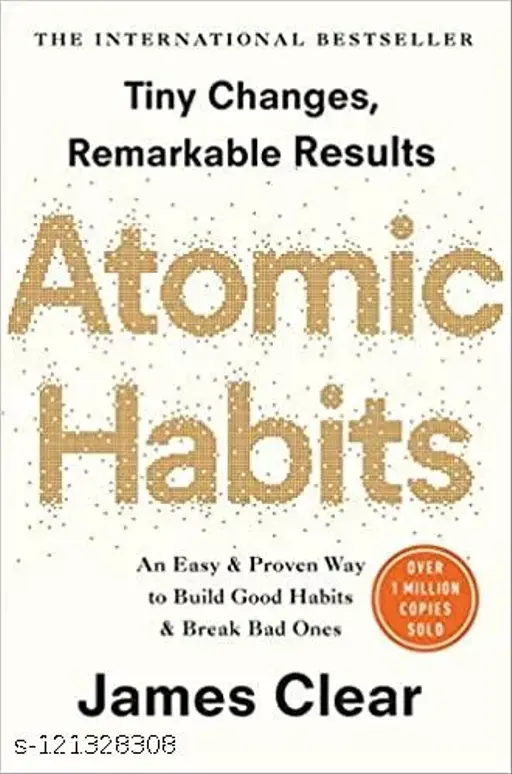 THE INTERNATIONAL BESTSELLER
Tiny Changes,
Remarkable Results
Atomic
Habits
An Easy & Proven Way
to Build Good Habits
& Break Bad Ones
OVER
1 MILLION
COPIES
SOLD
James Clear
s-121328308